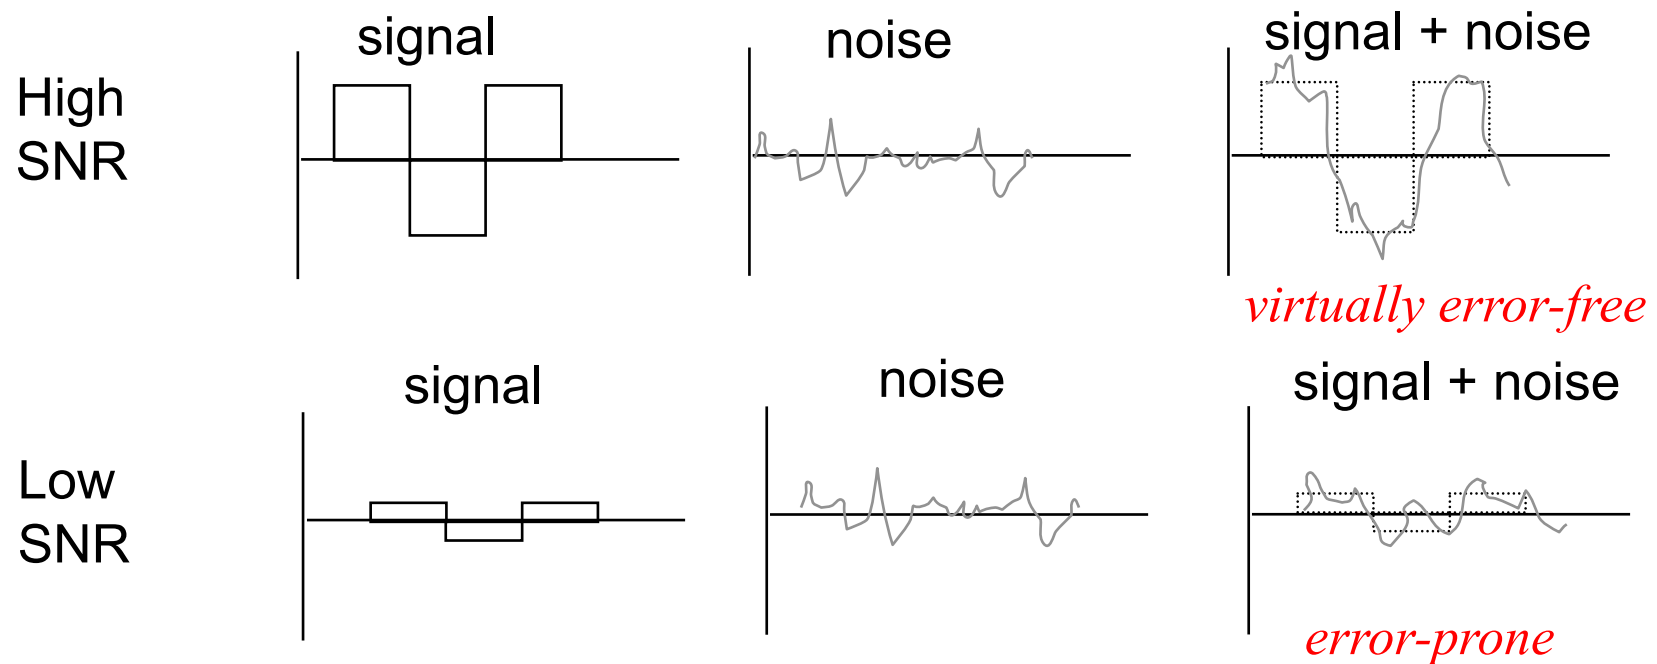 signal
noise
signal + noise
High
SNR
virtually error-free
signal
noise
signal + noise
Low
SNR
error-prone